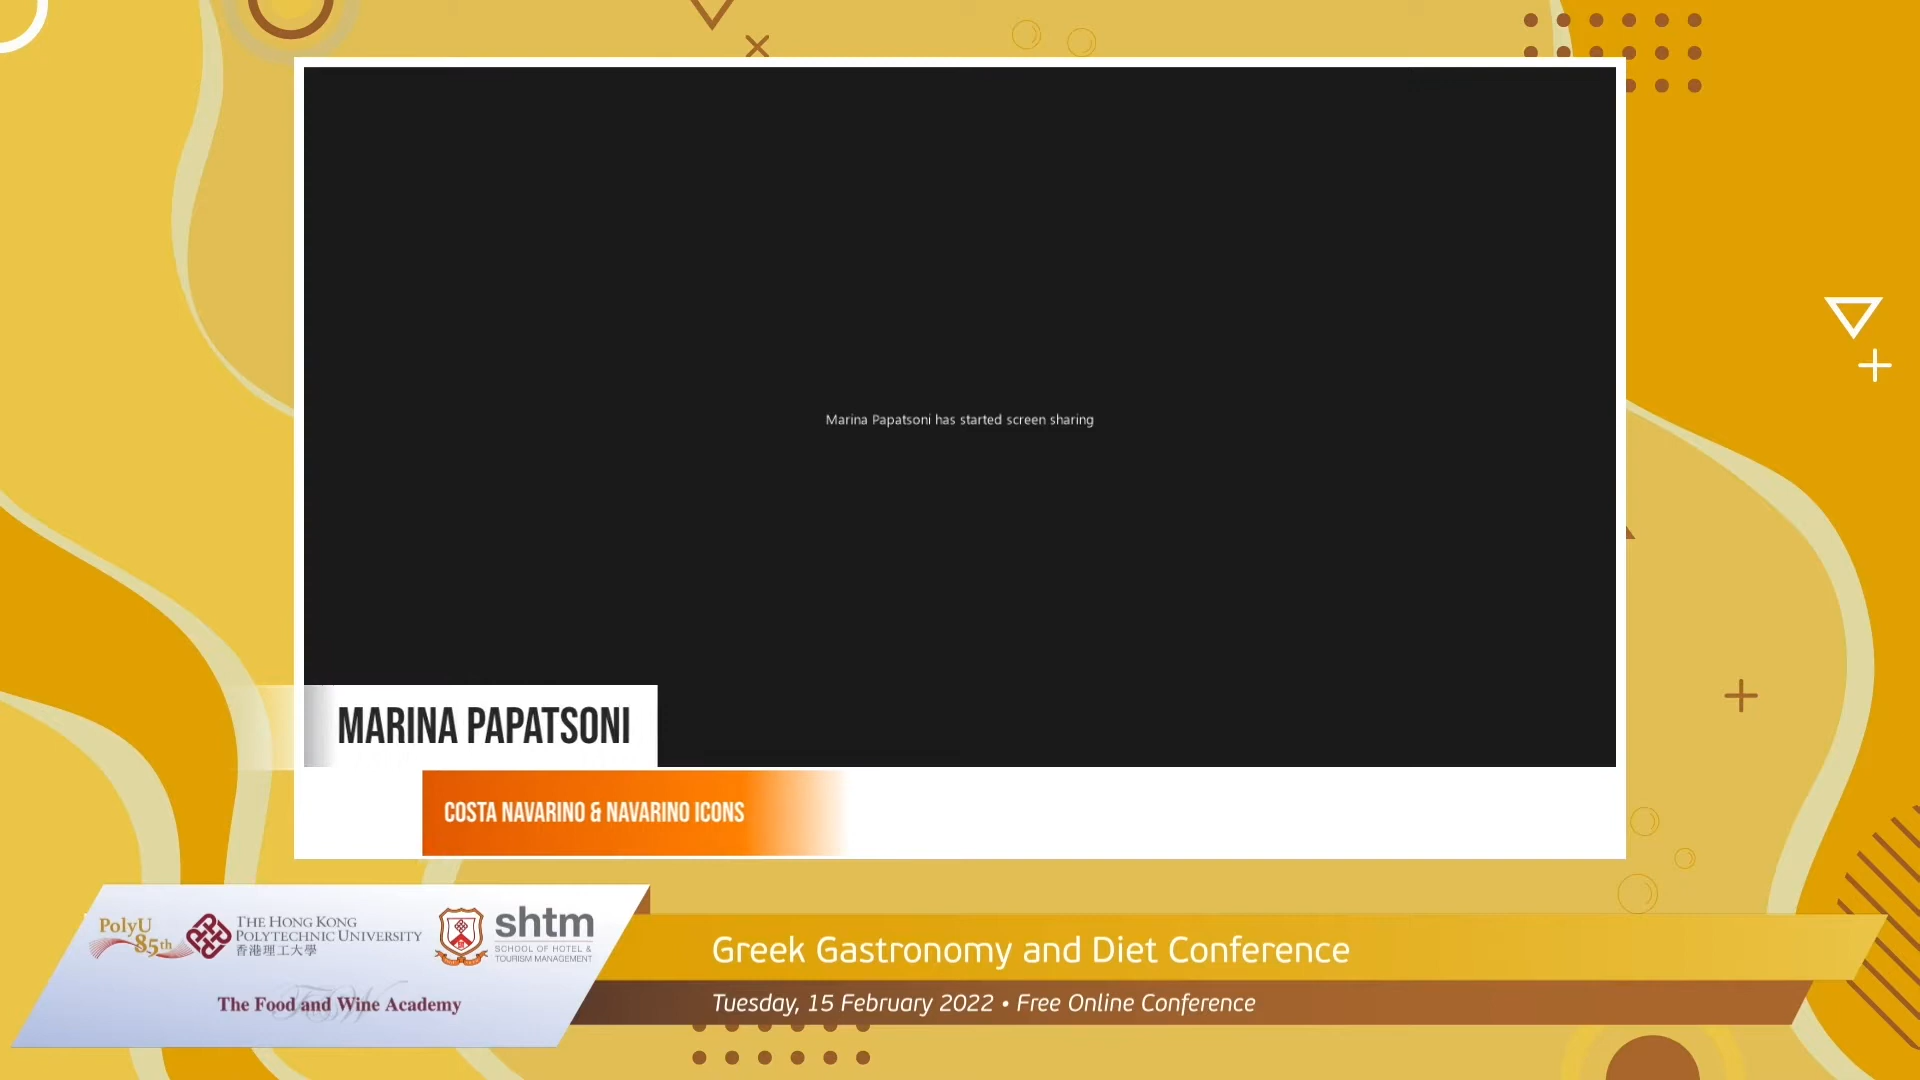 Marina Papatsoni has started screen sharing
MARINA PAPATSONI
COSTA NAVARINO & NAVARINO ICONS
PolyU
85th
THE HONG KONG
POLYTECHNIC UNIVERSITY
香港理工大學
shtm
SCHOOL OF HOTEL &
TOURISM MANAGEMENT
The Food and Wine Academy
Greek Gastronomy and Diet Conference
Tuesday, 15 February 2022 • Free Online Conference